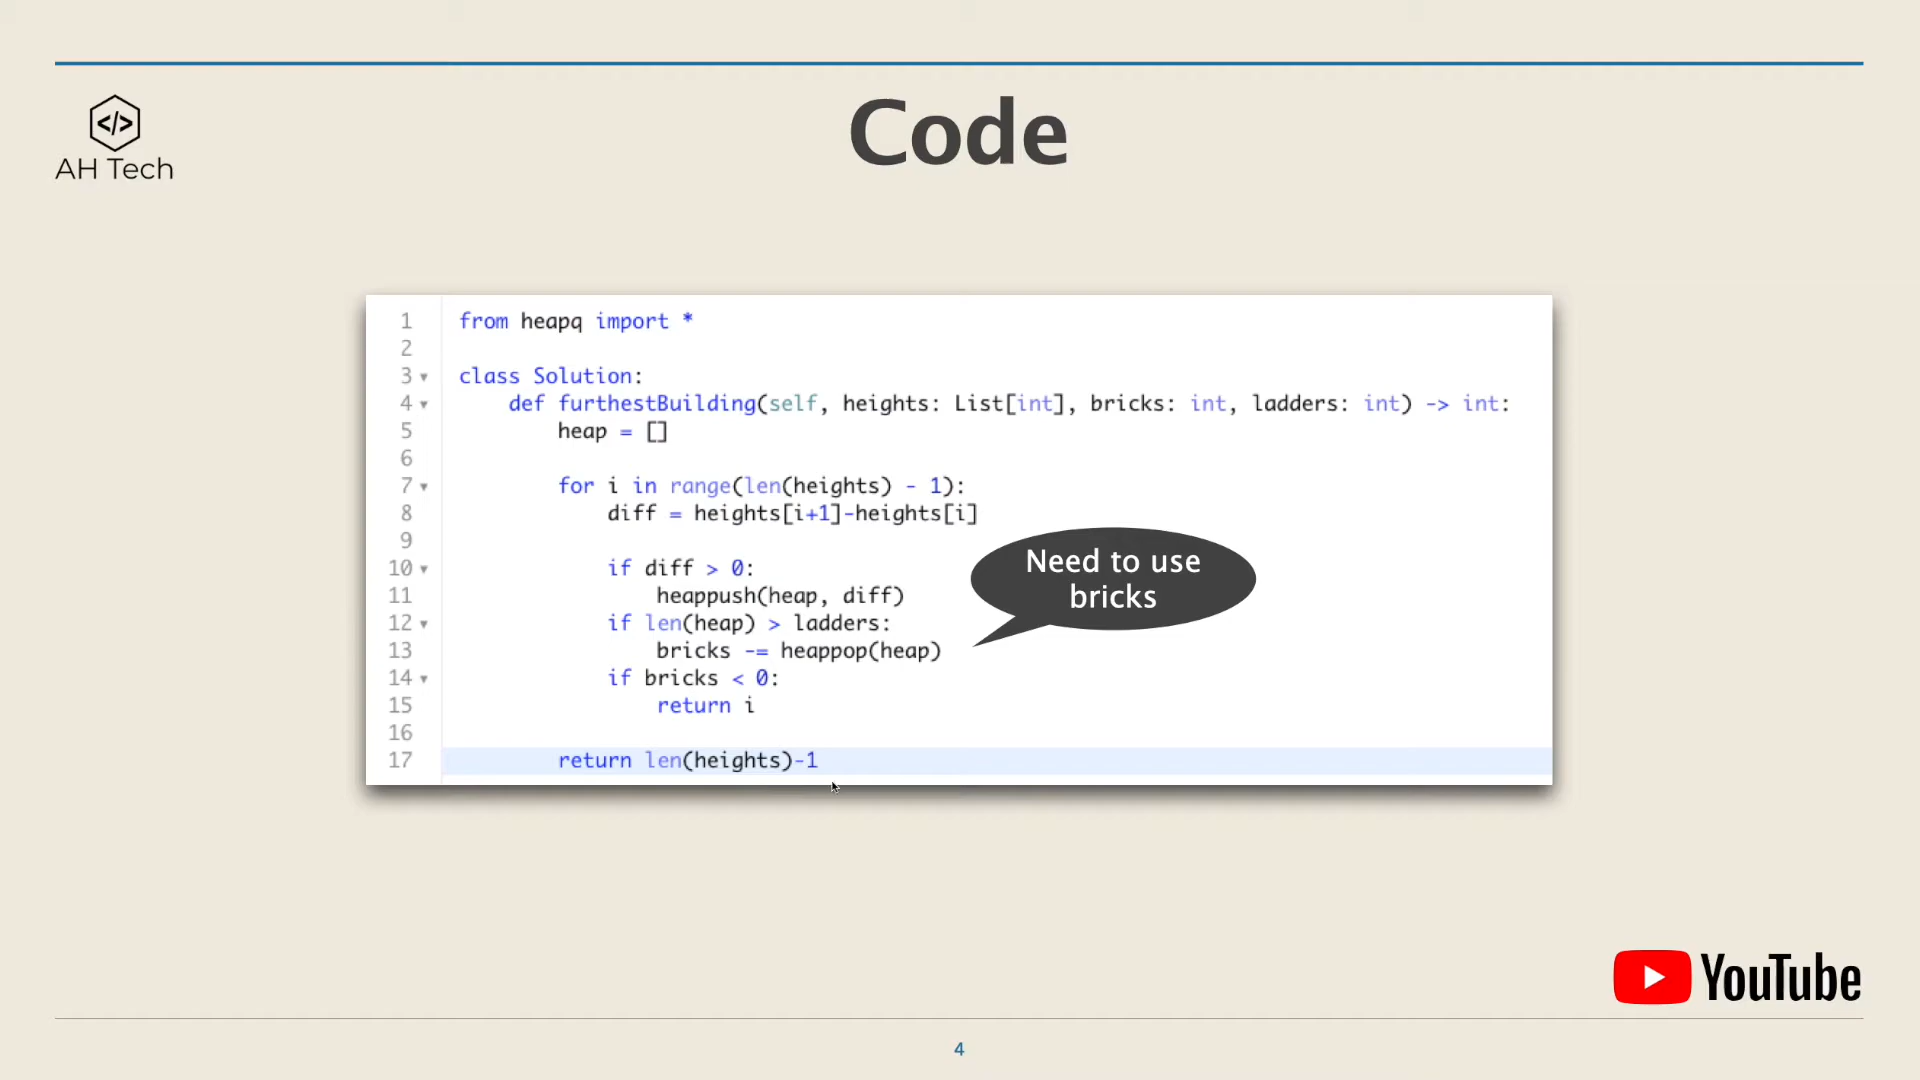 Code
</>
AH Tech
1 from heapq import *
2
3 class Solution:
4 def furthestBuilding(self, heights: List[int], bricks: int, ladders: int) -> int:
5 heap = []
6
7 for i in range(len(heights) - 1):
8 diff = heights[i+1]-heights[i]
9
10 if diff > 0:
11 heappush(heap, diff)
12 if len(heap) > ladders:
13 bricks -= heappop(heap)
14 if bricks < 0:
15 return i
16
17 return len(heights)-1
Need to use
bricks
YouTube
4